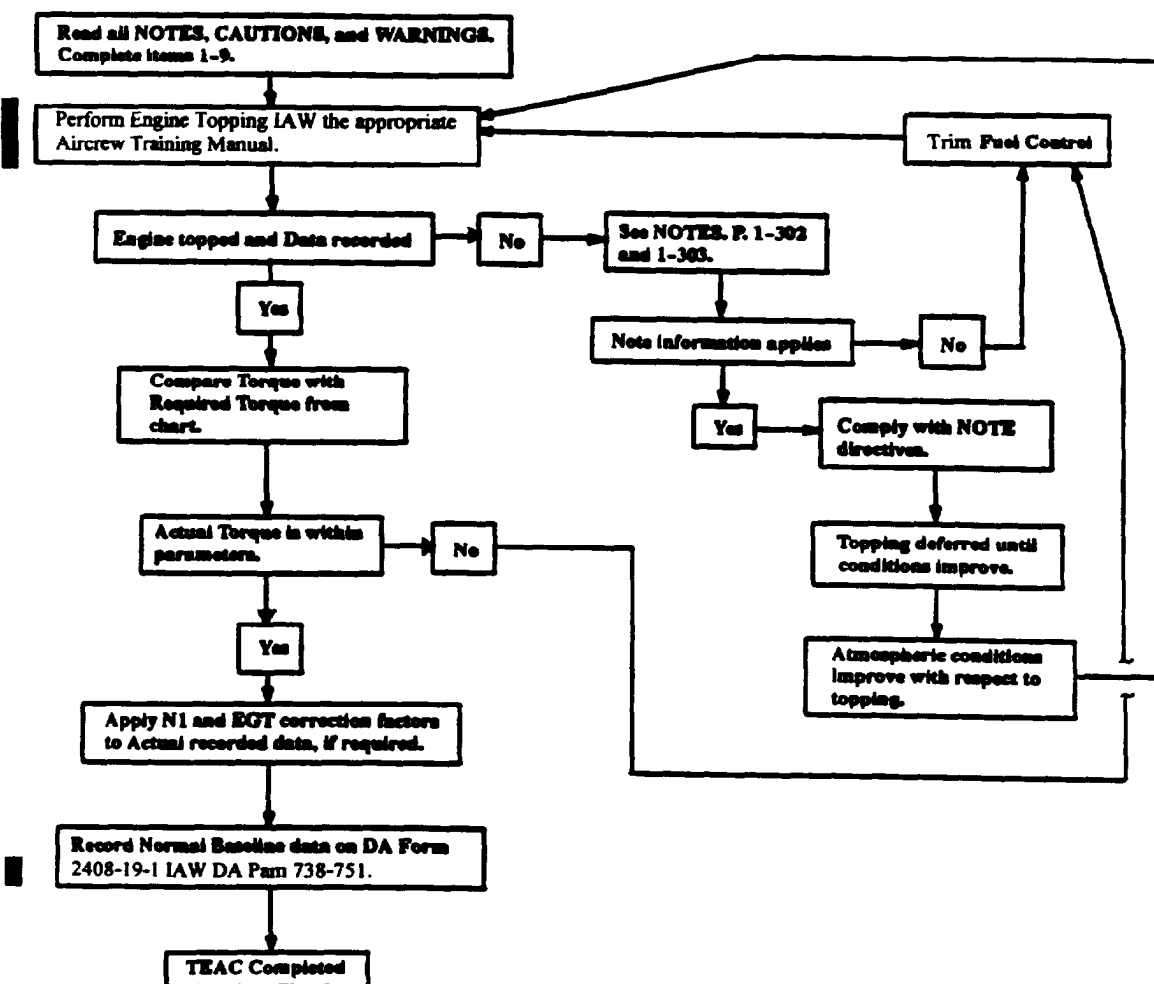 Read all NOTES, CAUTIONS, and WARNINGS.
Complete items 1-9.
Perform Engine Topping IAW the appropriate
Aircrew Training Manual.
Trim Fuel Control
Engine topped and Data recorded
No
See NOTES, P. 1-302
and 1-303.
Yes
Note information applies
No
Compare Torque with
Required Torque from
chart.
Yes
Comply with NOTE
directives.
Actual Torque is within
parameters.
No
Topping deferred until
conditions improve.
Yes
Atmospheric conditions
improve with respect to
topping.
Apply N1 and EGT correction factors
to Actual recorded data, if required.
Record Normal Baseline data on DA Form
2408-19-1 IAW DA Pam 738-751.
TEAC Completed